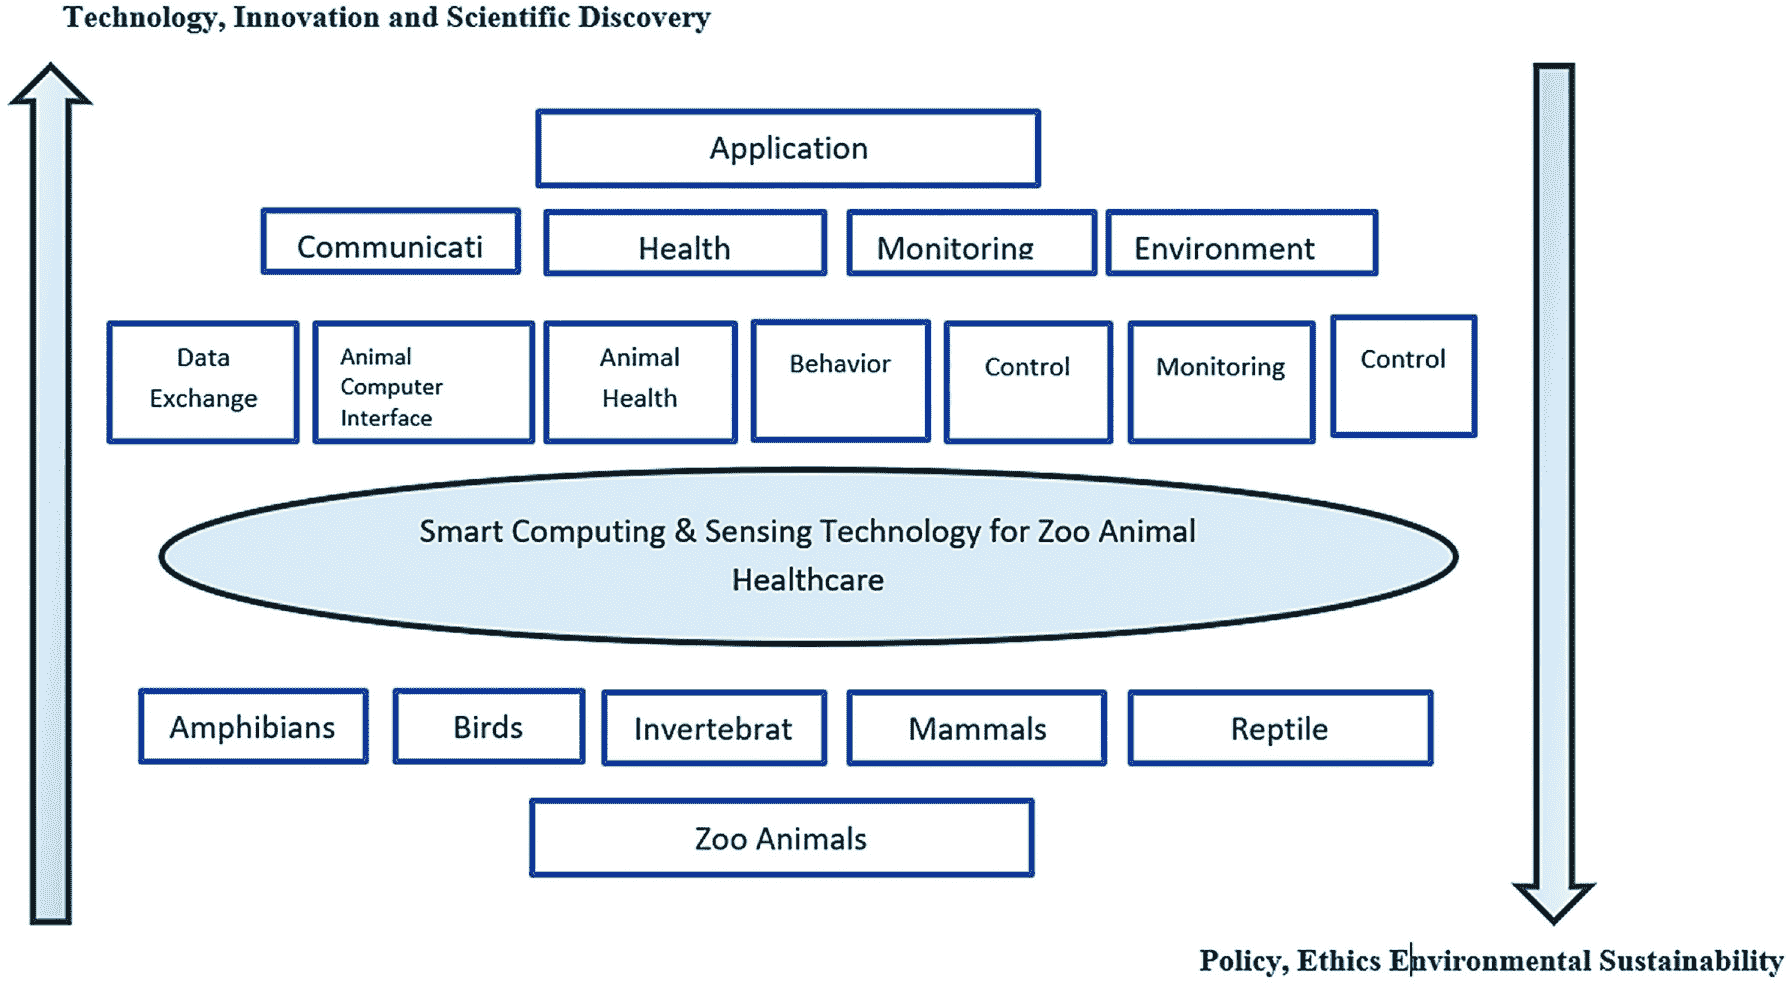 Technology, Innovation and Scientific Discovery
Application
Communicati
Health
Monitoring
Environment
Data
Exchange
Animal
Computer
Interface
Animal
Health
Behavior
Control
Monitoring
Control
Smart Computing & Sensing Technology for Zoo Animal
Healthcare
Amphibians
Birds
Invertebrat
Mammals
Reptile
Zoo Animals
Policy, Ethics Environmental Sustainability